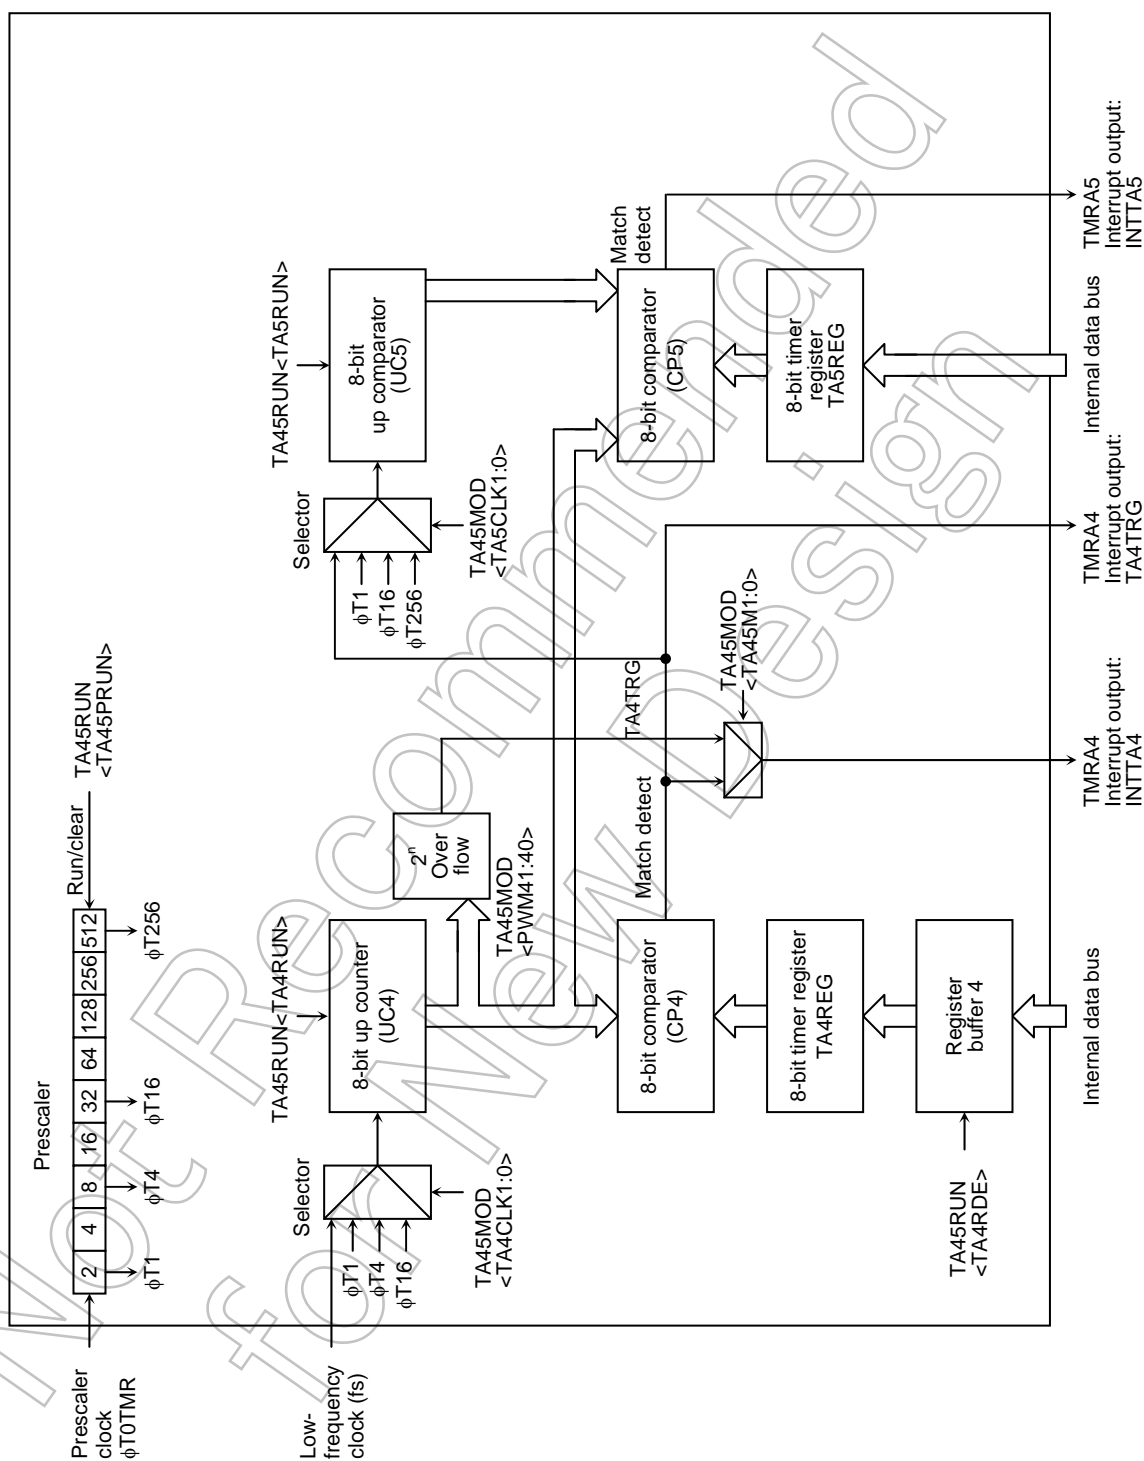 Prescaler
clock
ϕT0TMR
Prescaler
2 4 8 16 32 64 128 256 512
ϕT1
ϕT4
ϕT16
ϕT256
Run/clear
TA45RUN
<TA45PRUN>
Low-
frequency
clock (fs)
Selector
ϕT1
ϕT4
ϕT16
TA45MOD
<TA4CLK1:0>
TA45RUN<TA4RUN>
8-bit up counter
(UC4)
2ⁿ
Over
flow
TA45MOD
<PWM41:40>
TA4TRG
Selector
ϕT1
ϕT16
ϕT256
TA45MOD
<TA5CLK1:0>
TA45RUN<TA5RUN>
8-bit
up comparator
(UC5)
8-bit comparator
(CP4)
Match detect
TA45MOD
<TA45M1:0>
8-bit comparator
(CP5)
Match
detect
8-bit timer register
TA4REG
8-bit timer
register
TA5REG
TA45RUN
<TA4RDE>
Register
buffer 4
Internal data bus
TMRA4
Interrupt output:
INTTA4
TMRA4
Interrupt output:
TA4TRG
Internal data bus
TMRA5
Interrupt output:
INTTA5
Not Recommended
for New Design